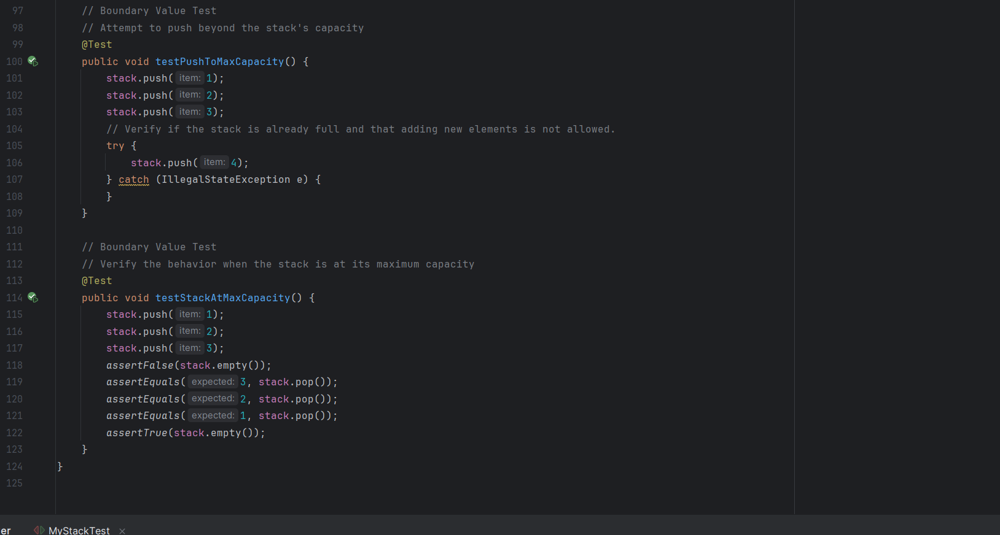 97 // Boundary Value Test
98 // Attempt to push beyond the stack's capacity
99 @Test
100 public void testPushToMaxCapacity() {
101 stack.push( item: 1);
102 stack.push( item: 2);
103 stack.push( item: 3);
104 // Verify if the stack is already full and that adding new elements is not allowed.
105 try {
106 stack.push( item: 4);
107 } catch (IllegalStateException e) {
108 }
109 }
110
111 // Boundary Value Test
112 // Verify the behavior when the stack is at its maximum capacity
113 @Test
114 public void testStackAtMaxCapacity() {
115 stack.push( item: 1);
116 stack.push( item: 2);
117 stack.push( item: 3);
118 assertFalse(stack.empty());
119 assertEquals( expected: 3, stack.pop());
120 assertEquals( expected: 2, stack.pop());
121 assertEquals( expected: 1, stack.pop());
122 assertTrue(stack.empty());
123 }
124 }
125
er MyStackTest ×